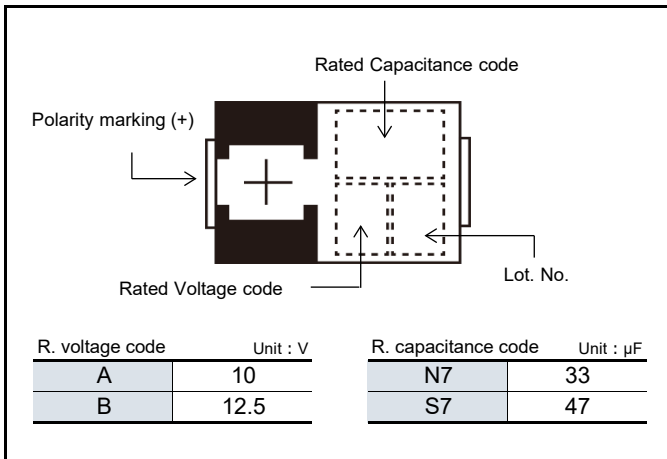 Rated Capacitance code
Polarity marking (+)
+
Rated Voltage code
Lot. No.
R. voltage code Unit : V
A 10
B 12.5
R. capacitance code Unit : μF
N7 33
S7 47